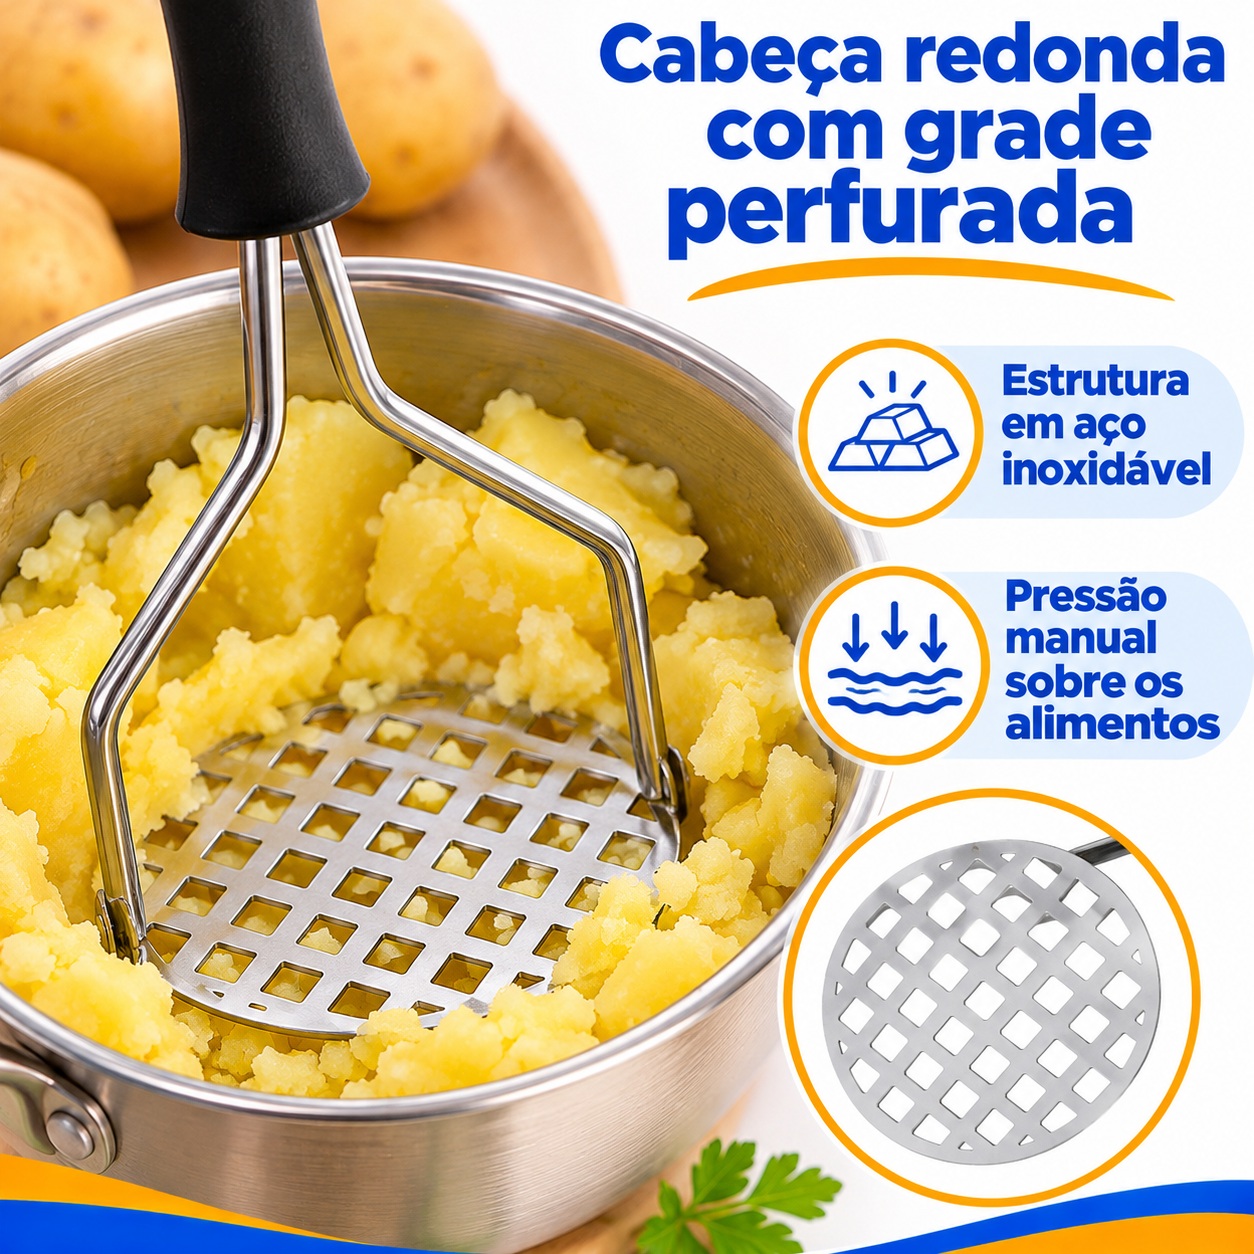 Cabeça redonda
com grade
perfurada
Estrutura
em aço
inoxidável
Pressão
manual
sobre os
alimentos